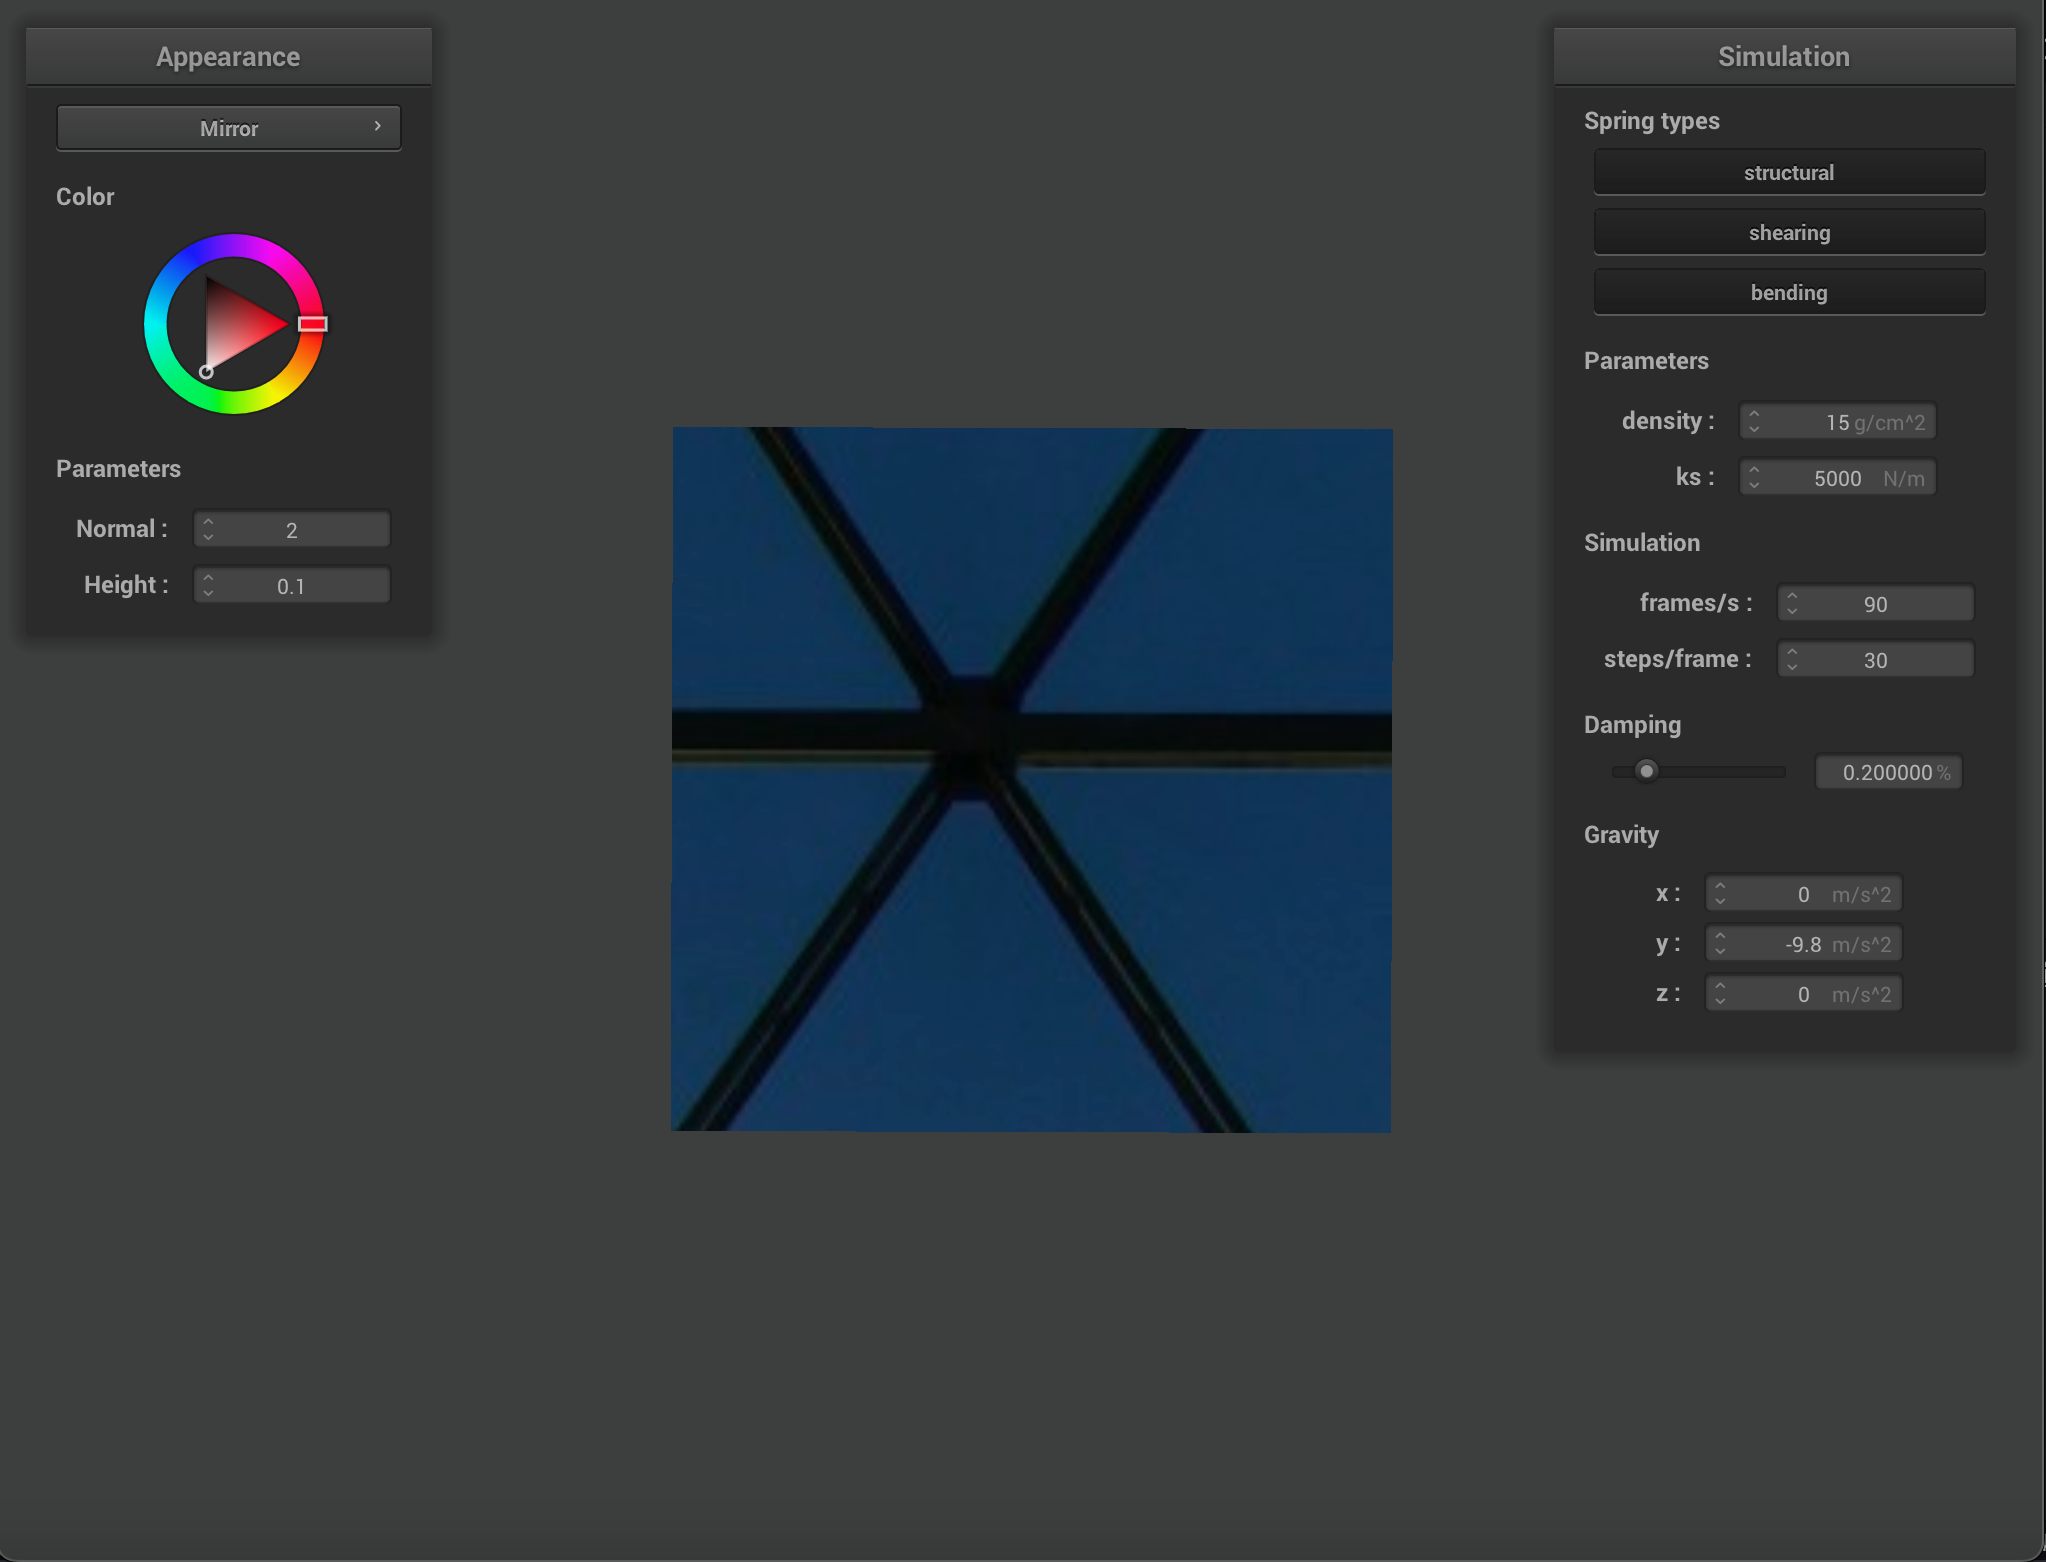 Appearance
Mirror
Color
Parameters
Normal : 2
Height : 0.1
Simulation
Spring types
structural
shearing
bending
Parameters
density : 15 g/cm^2
ks : 5000 N/m
Simulation
frames/s : 90
steps/frame : 30
Damping
0.200000 %
Gravity
x : 0 m/s^2
y : -9.8 m/s^2
z : 0 m/s^2